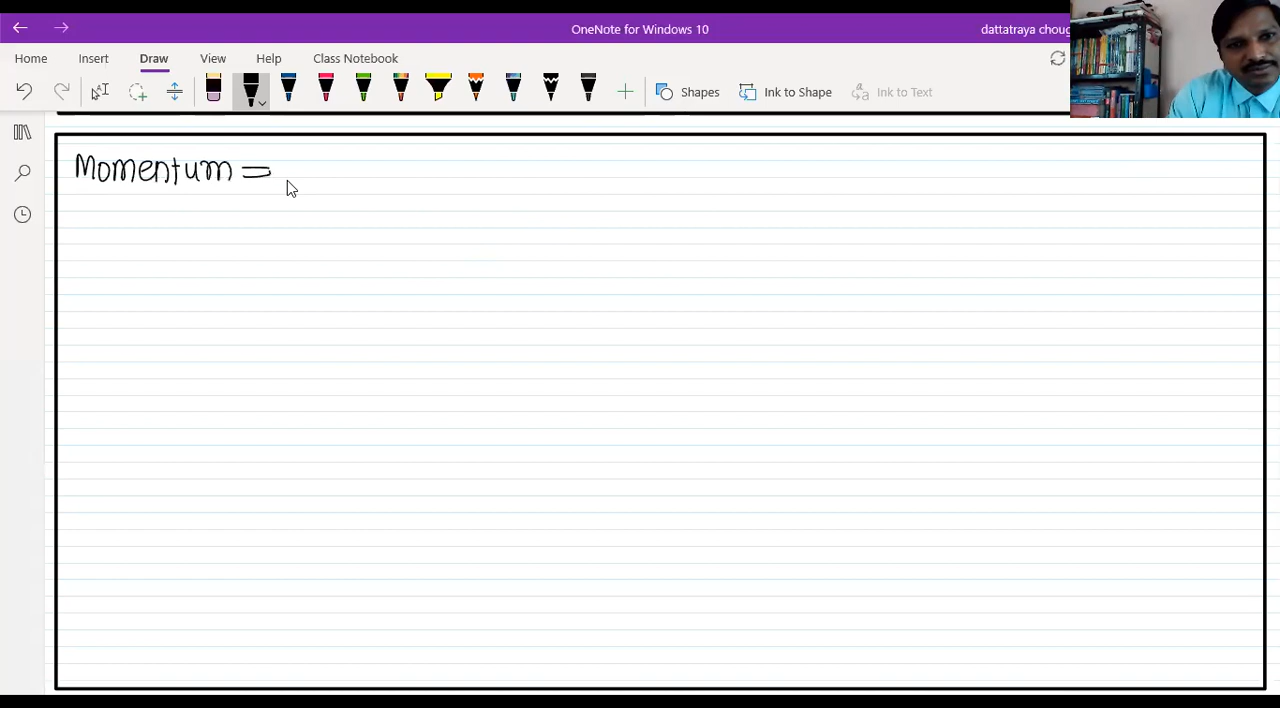 OneNote for Windows 10
dattatraya choug
Home Insert Draw View Help Class Notebook
Shapes Ink to Shape Ink to Text
Momentum =